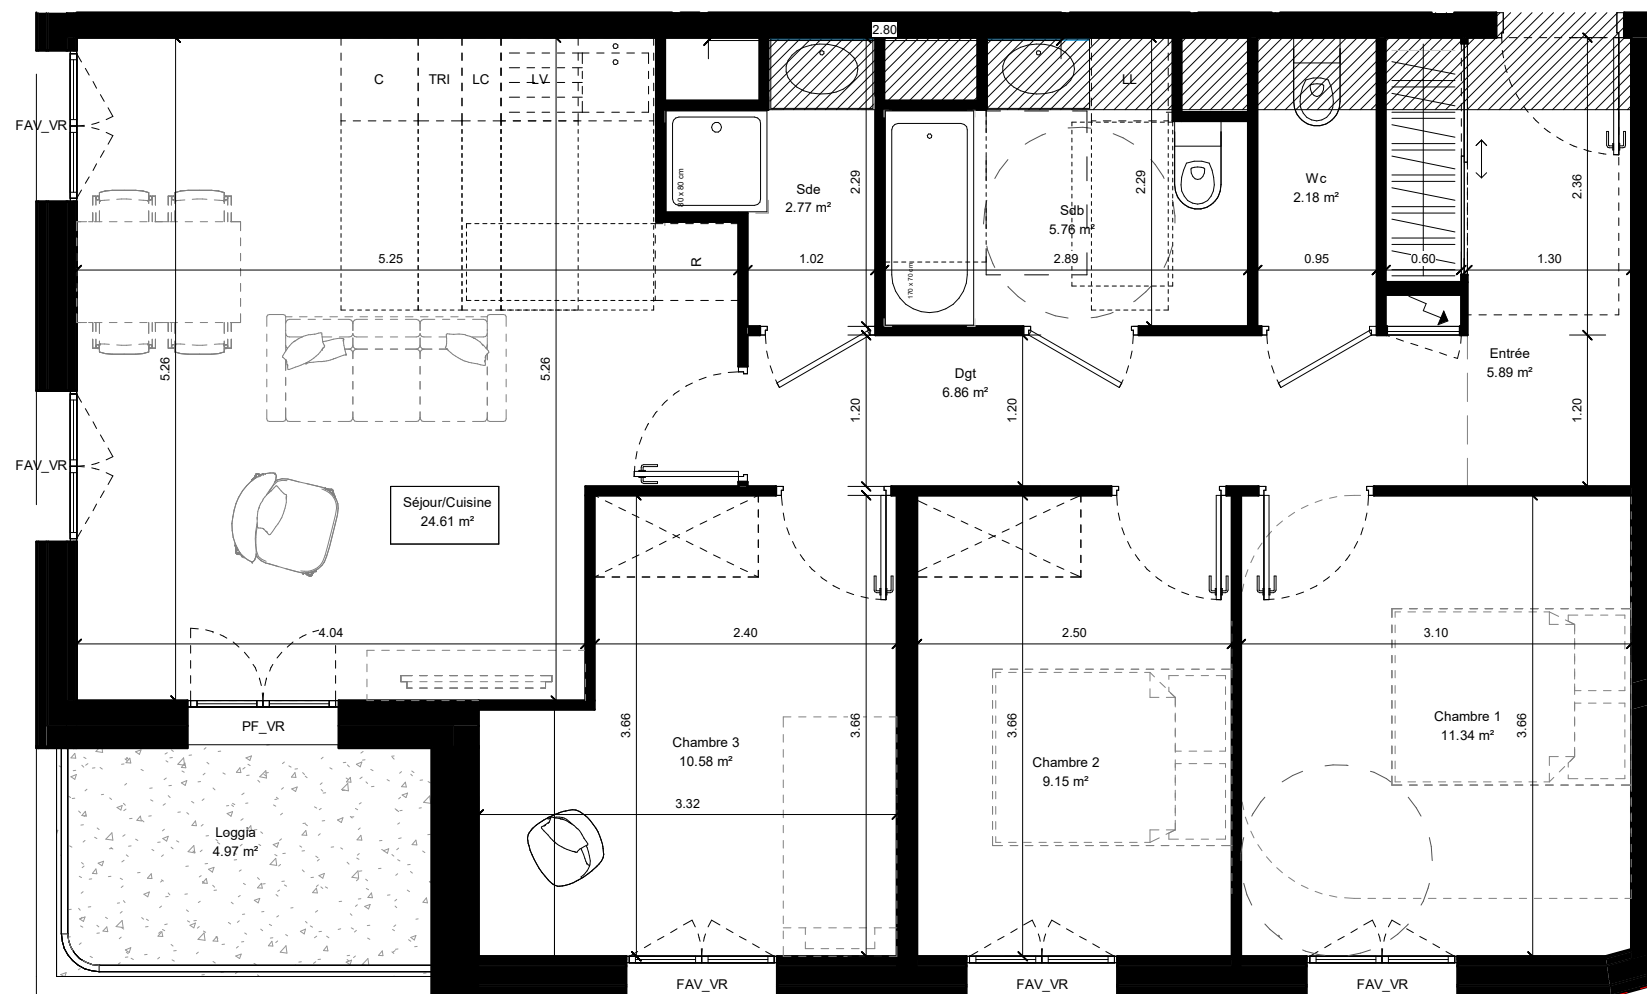 2.80
C
TRI
LC
LV
LL
FAV_VR
80 x 80 cm
Sde
2.77 m²
2.29
Sdb
5.76 m²
2.29
Wc
2.18 m²
2.36
5.25
R
1.02
170 x 70 cm
2.89
0.95
0.60
1.30
5.26
5.26
Dgt
6.86 m²
Entrée
5.89 m²
1.20
1.20
1.20
FAV_VR
Séjour/Cuisine
24.61 m²
4.04
2.40
2.50
3.10
PF_VR
3.66
Chambre 3
10.58 m²
3.66
3.66
Chambre 2
9.15 m²
Chambre 1
11.34 m²
3.66
3.32
Loggia
4.97 m²
FAV_VR
FAV_VR
FAV_VR